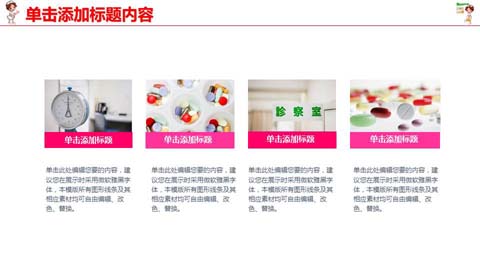 单击添加标题内容
診察室
单击添加标题
单击添加标题
单击添加标题
单击添加标题
单击此处编辑您要的内容，建
议您在展示时采用微软雅黑字
体，本模版所有图形线条及其
相应素材均可自由编辑、改
色、替换。
单击此处编辑您要的内容，建
议您在展示时采用微软雅黑字
体，本模版所有图形线条及其
相应素材均可自由编辑、改
色、替换。
单击此处编辑您要的内容，建
议您在展示时采用微软雅黑字
体，本模版所有图形线条及其
相应素材均可自由编辑、改
色、替换。
单击此处编辑您要的内容，建
议您在展示时采用微软雅黑字
体，本模版所有图形线条及其
相应素材均可自由编辑、改
色、替换。